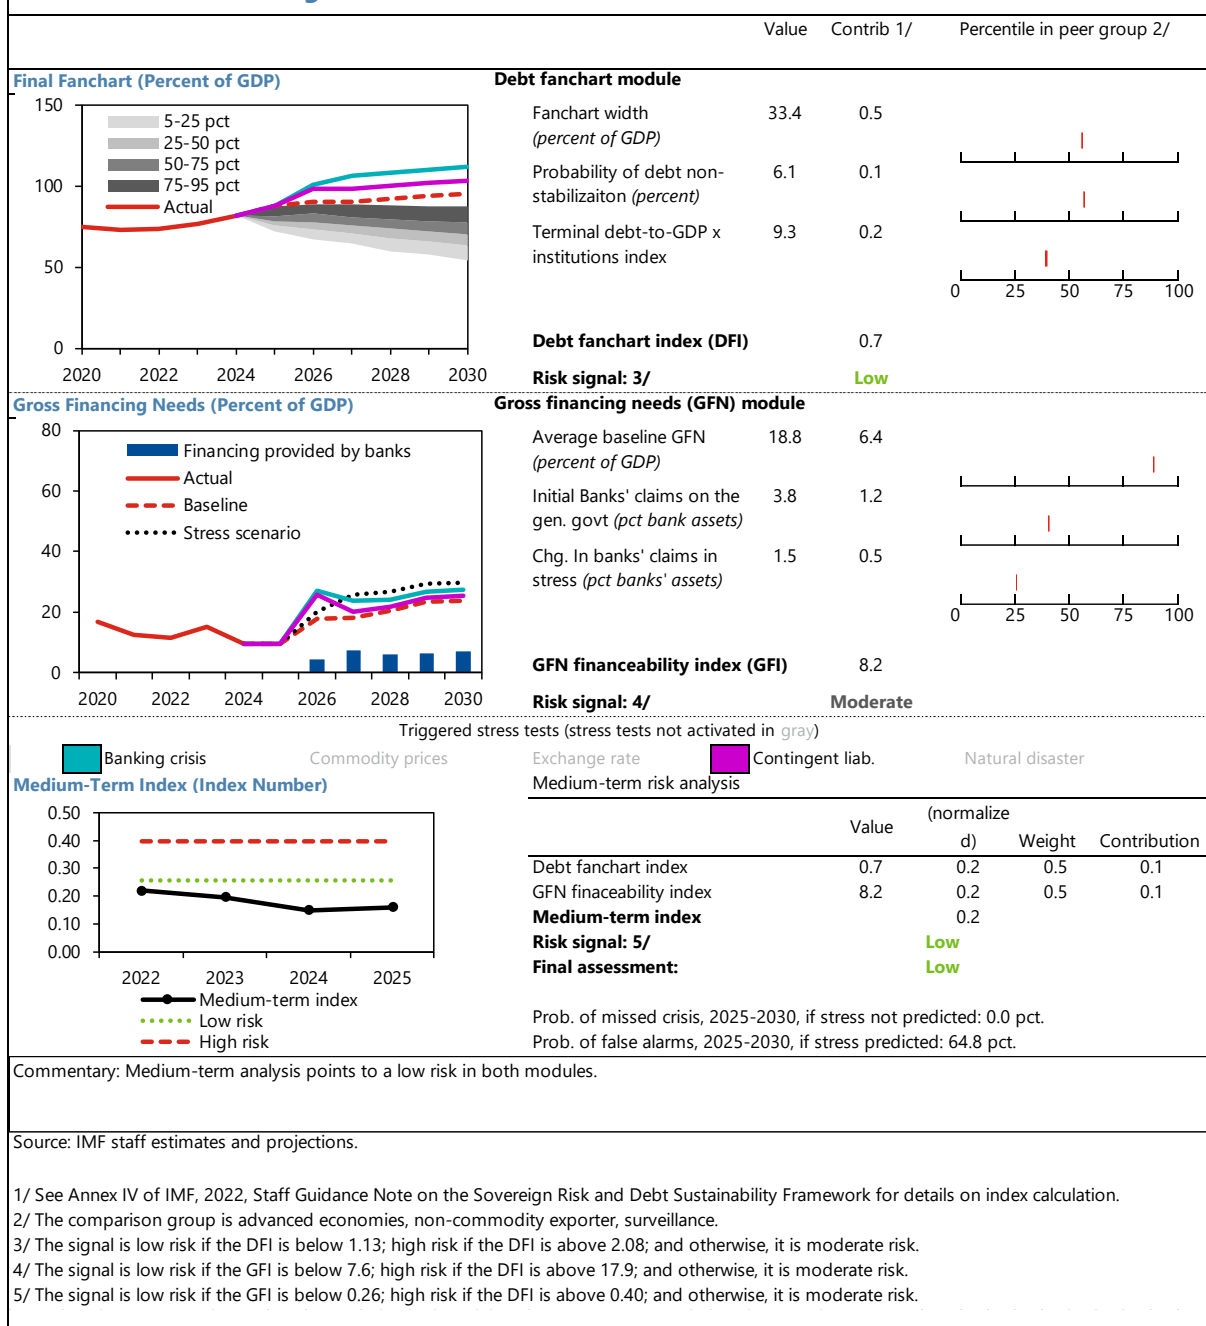 Value Contrib 1/ Percentile in peer group 2/
Final Fanchart (Percent of GDP)
150
100
50
0
5-25 pct
25-50 pct
50-75 pct
75-95 pct
Actual
2020 2022 2024 2026 2028 2030
Debt fanchart module
Fanchart width 33.4 0.5
(percent of GDP)
Probability of debt non- 6.1 0.1
stabilizaiton (percent)
Terminal debt-to-GDP x 9.3 0.2
institutions index
0 25 50 75 100
Debt fanchart index (DFI) 0.7
Risk signal: 3/ Low
Gross Financing Needs (Percent of GDP)
80
60
40
20
0
Financing provided by banks
Actual
Baseline
Stress scenario
2020 2022 2024 2026 2028 2030
Gross financing needs (GFN) module
Average baseline GFN 18.8 6.4
(percent of GDP)
Initial Banks' claims on the 3.8 1.2
gen. govt (pct bank assets)
Chg. In banks' claims in 1.5 0.5
stress (pct banks' assets)
0 25 50 75 100
GFN financeability index (GFI) 8.2
Risk signal: 4/ Moderate
Triggered stress tests (stress tests not activated in gray)
Banking crisis Commodity prices Exchange rate Contingent liab. Natural disaster
Medium-Term Index (Index Number)
0.50
0.40
0.30
0.20
0.10
0.00
2022 2023 2024 2025
Medium-term index
Low risk
High risk
Medium-term risk analysis
(normalize
Value d) Weight Contribution
Debt fanchart index 0.7 0.2 0.5 0.1
GFN finaceability index 8.2 0.2 0.5 0.1
Medium-term index 0.2
Risk signal: 5/ Low
Final assessment: Low
Prob. of missed crisis, 2025-2030, if stress not predicted: 0.0 pct.
Prob. of false alarms, 2025-2030, if stress predicted: 64.8 pct.
Commentary: Medium-term analysis points to a low risk in both modules.
Source: IMF staff estimates and projections.
1/ See Annex IV of IMF, 2022, Staff Guidance Note on the Sovereign Risk and Debt Sustainability Framework for details on index calculation.
2/ The comparison group is advanced economies, non-commodity exporter, surveillance.
3/ The signal is low risk if the DFI is below 1.13; high risk if the DFI is above 2.08; and otherwise, it is moderate risk.
4/ The signal is low risk if the GFI is below 7.6; high risk if the DFI is above 17.9; and otherwise, it is moderate risk.
5/ The signal is low risk if the GFI is below 0.26; high risk if the DFI is above 0.40; and otherwise, it is moderate risk.